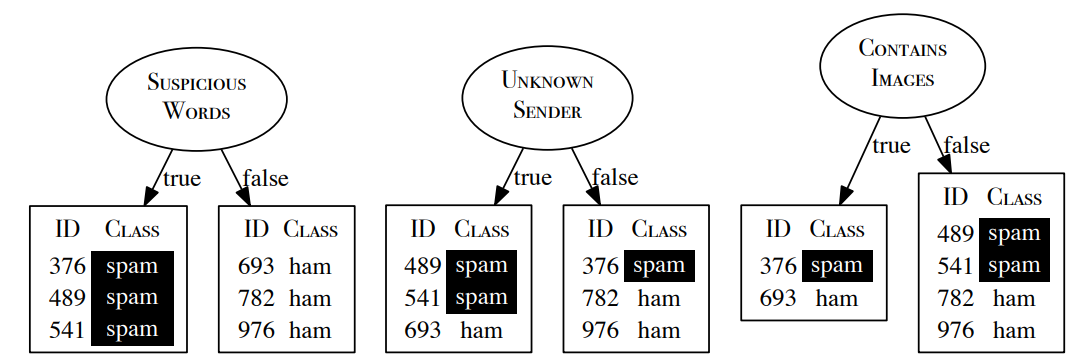 SUSPICIOUS
WORDS
true
false
ID CLASS
376 spam
489 spam
541 spam
ID CLASS
693 ham
782 ham
976 ham
UNKNOWN
SENDER
true
false
ID CLASS
489 spam
541 spam
693 ham
ID CLASS
376 spam
782 ham
976 ham
CONTAINS
IMAGES
true
false
ID CLASS
376 spam
693 ham
ID CLASS
489 spam
541 spam
782 ham
976 ham